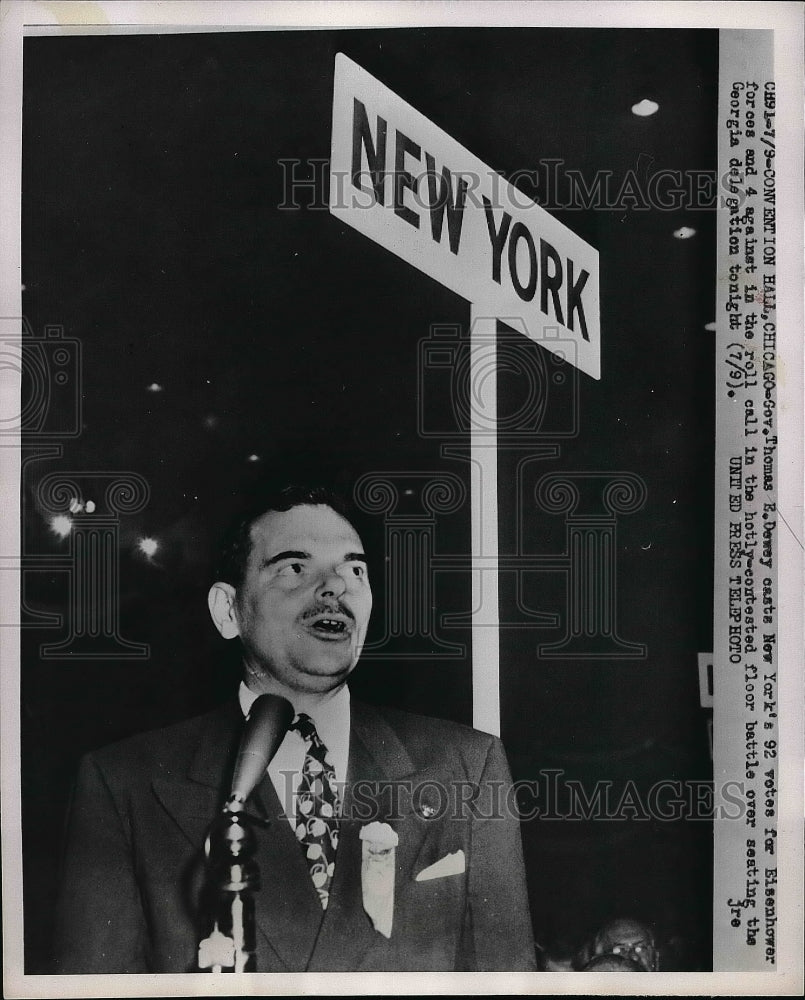 NEW YORK
HISTORIC IMAGES
HISTORIC IMAGES
CH91-7/9-CONVENTION HALL,CHICAGO-Gov.Thomas E.Dewey casts New York's 92 votes for Eisenhower
forces and 4 against in the roll call in the hotly-contested floor battle over seating the
Georgia delegation tonight (7/9). UNITED PRESS TELEPHOTO jre